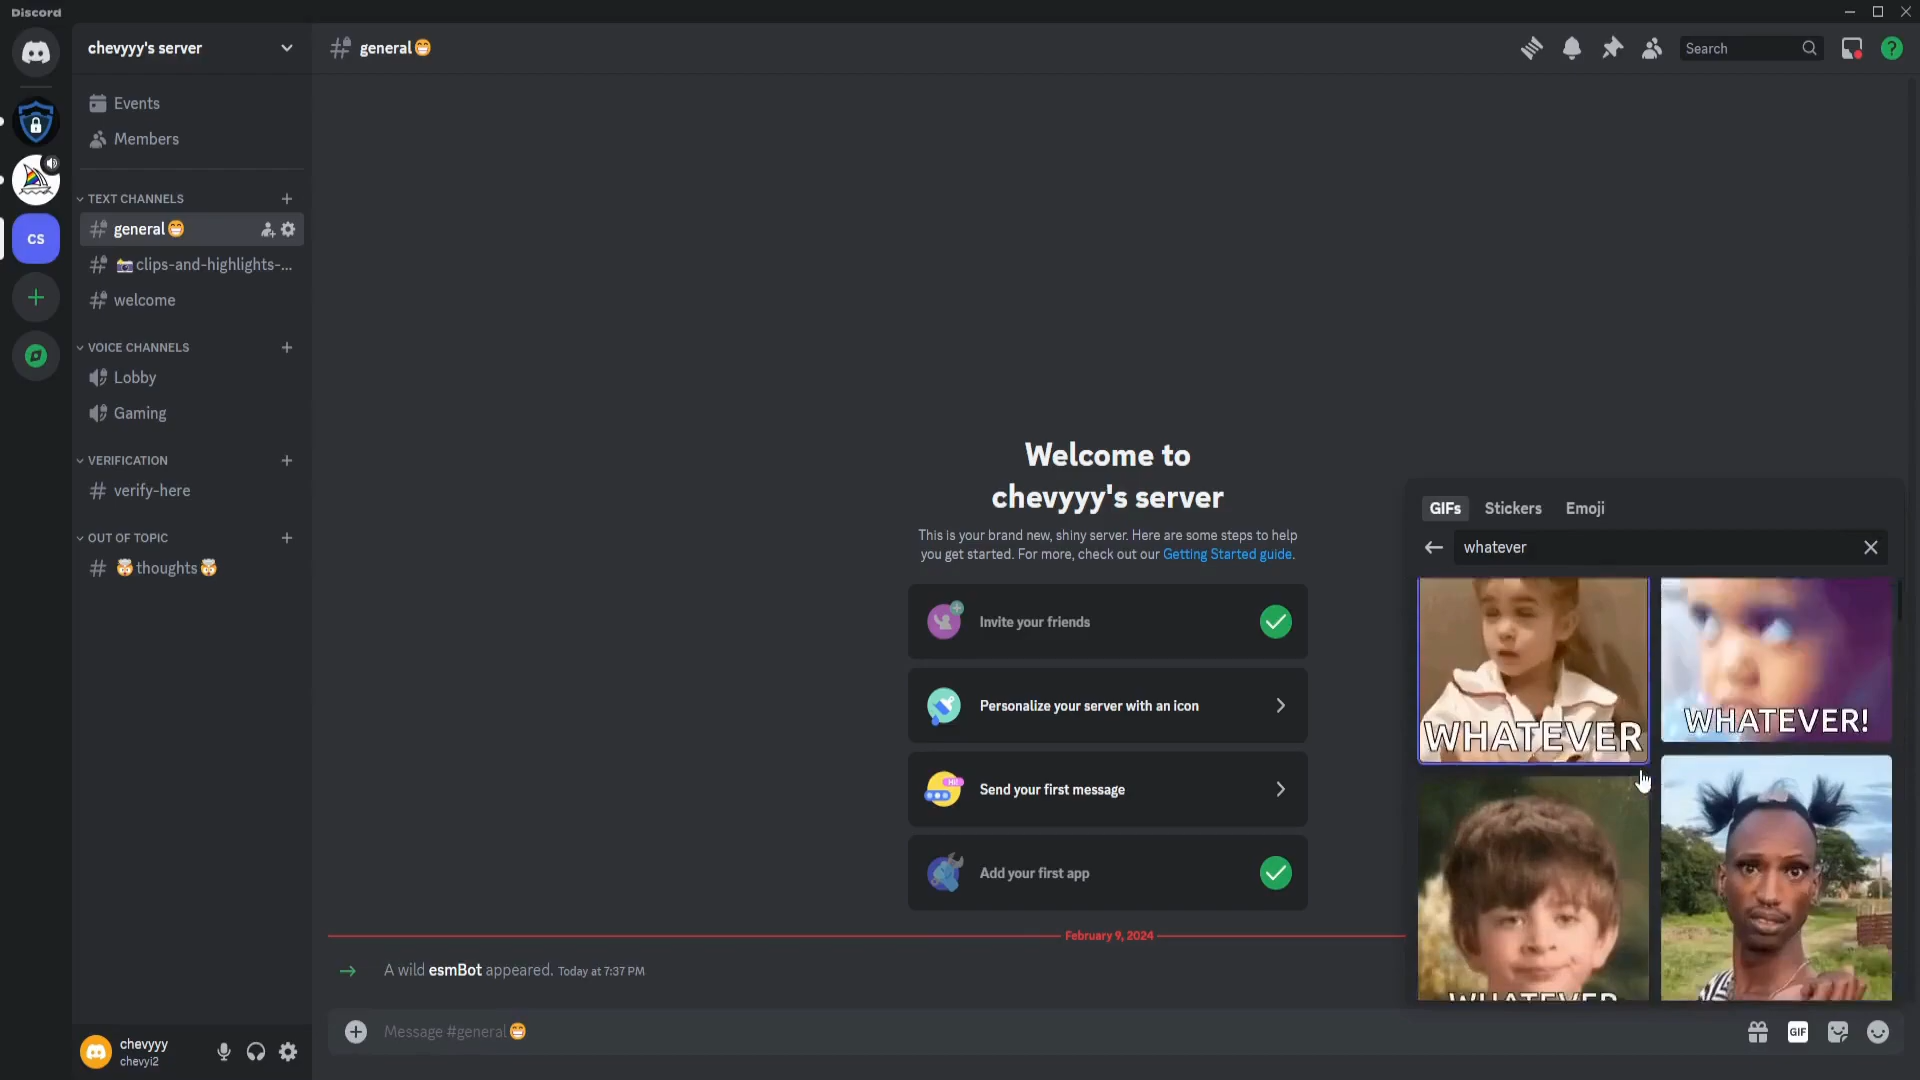 Discord
chevyyy's server
Events
Members
TEXT CHANNELS
general😁
📸clips-and-highlights-...
welcome
VOICE CHANNELS
Lobby
Gaming
VERIFICATION
verify-here
OUT OF TOPIC
🤯thoughts🤯
CS
chevyyy
chevyi2
general😁
Search
Welcome to
chevyyy's server
This is your brand new, shiny server. Here are some steps to help
you get started. For more, check out our Getting Started guide.
Invite your friends
Personalize your server with an icon
Hi!
Send your first message
Add your first app
February 9, 2024
A wild esmBot appeared. Today at 7:37 PM
Message #general😁
GIF
GIFs Stickers Emoji
whatever
WHATEVER
WHATEVER!
WHATEVER